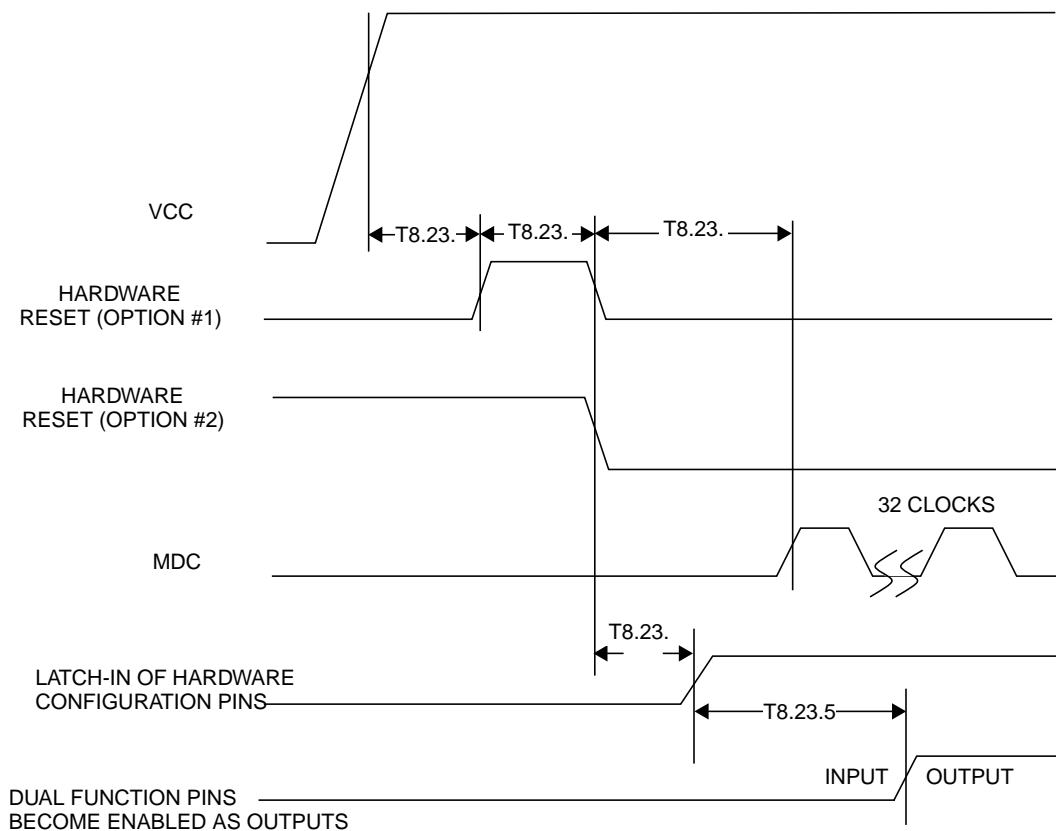 VCC
T8.23.
T8.23.
T8.23.
HARDWARE
RESET (OPTION #1)
HARDWARE
RESET (OPTION #2)
32 CLOCKS
MDC
T8.23.
LATCH-IN OF HARDWARE
CONFIGURATION PINS
T8.23.5
INPUT
OUTPUT
DUAL FUNCTION PINS
BECOME ENABLED AS OUTPUTS